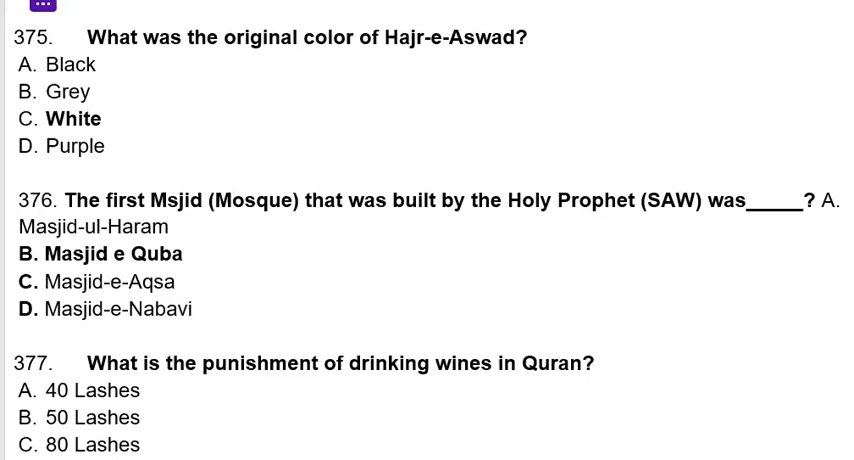 375. What was the original color of Hajr-e-Aswad?
A. Black
B. Grey
C. White
D. Purple
376. The first Msjid (Mosque) that was built by the Holy Prophet (SAW) was_____? A.
Masjid-ul-Haram
B. Masjid e Quba
C. Masjid-e-Aqsa
D. Masjid-e-Nabavi
377. What is the punishment of drinking wines in Quran?
A. 40 Lashes
B. 50 Lashes
C. 80 Lashes